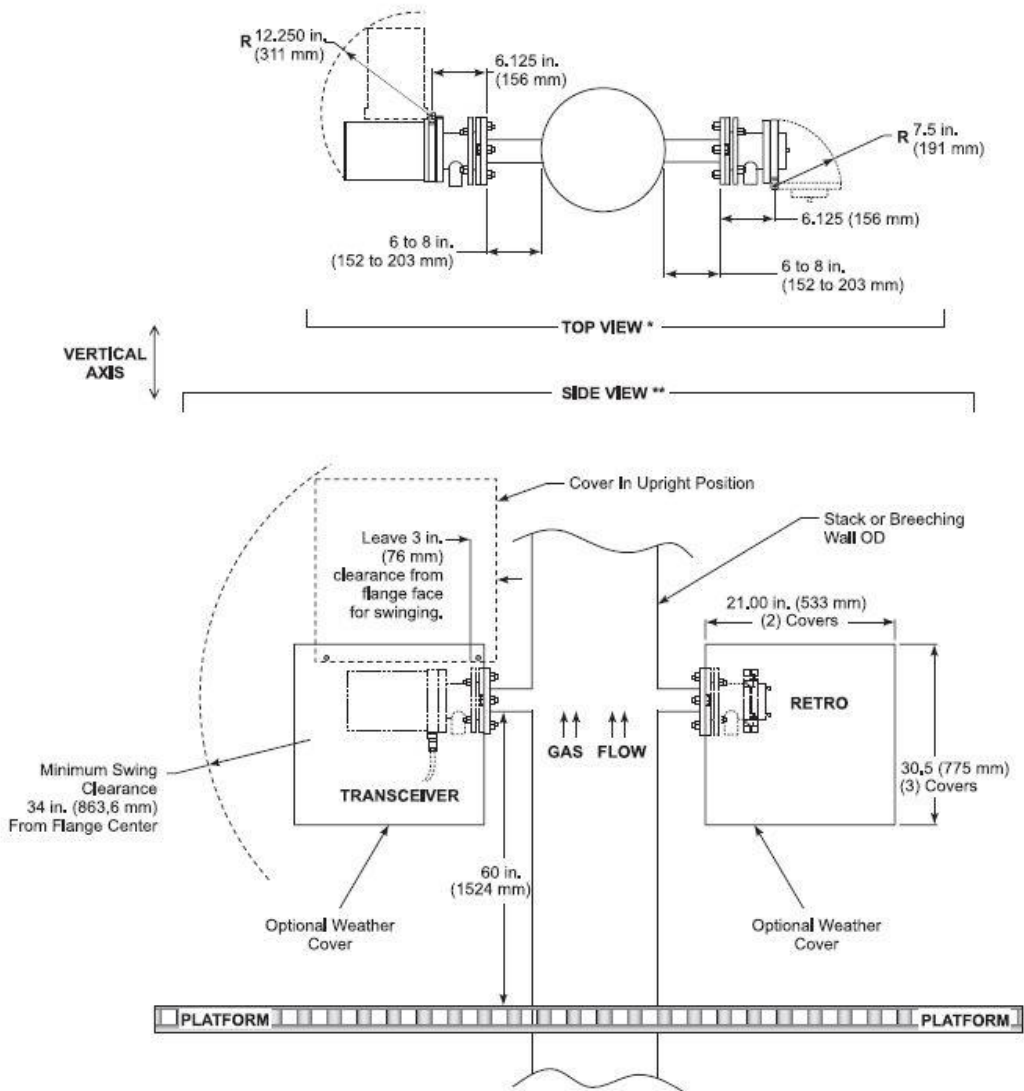 R 12.250 in.
(311 mm)
6.125 in.
(156 mm)
R 7.5 in.
(191 mm)
6.125 (156 mm)
6 to 8 in.
(152 to 203 mm)
6 to 8 in.
(152 to 203 mm)
TOP VIEW *
VERTICAL
AXIS
SIDE VIEW **
Cover In Upright Position
Stack or Breeching
Wall OD
Leave 3 in.
(76 mm)
clearance from
flange face
for swinging.
21.00 in. (533 mm)
(2) Covers
RETRO
GAS FLOW
30.5 (775 mm)
(3) Covers
Minimum Swing
Clearance
34 in. (863,6 mm)
From Flange Center
TRANSCEIVER
60 in.
(1524 mm)
Optional Weather
Cover
Optional Weather
Cover
PLATFORM
PLATFORM